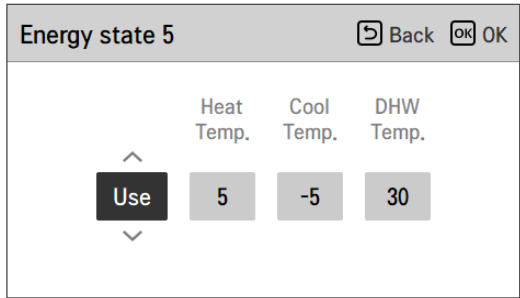 Energy state 5 Back OK OK
Heat Cool DHW
Temp. Temp. Temp.
Use 5 -5 30